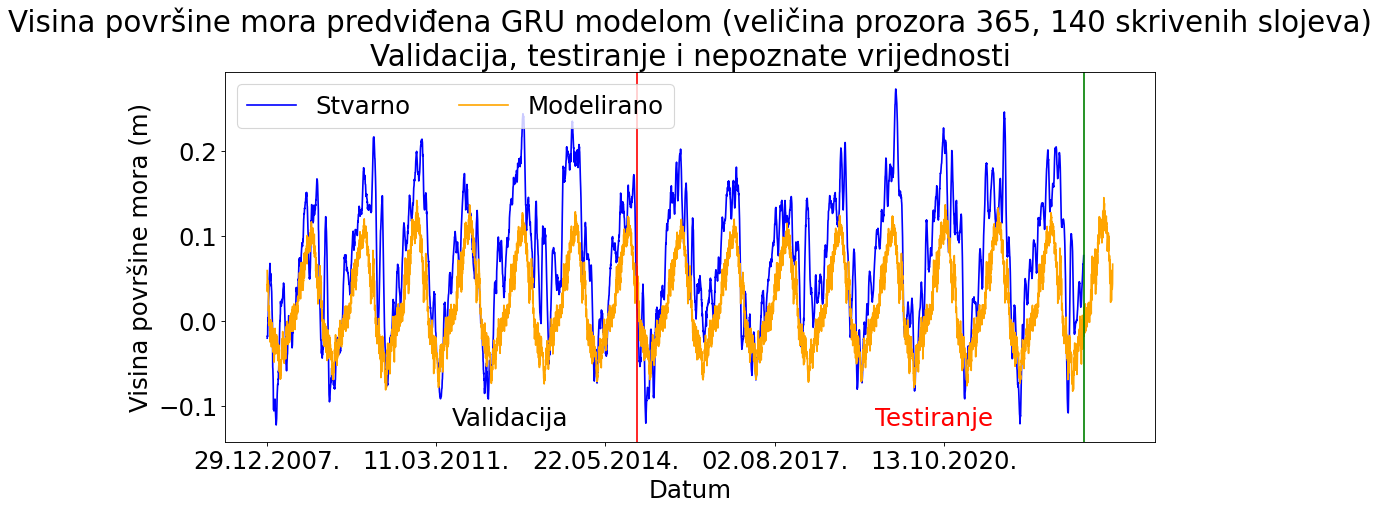 Visina površine mora predviđena GRU modelom (veličina prozora 365, 140 skrivenih slojeva)
Validacija, testiranje i nepoznate vrijednosti
Stvarno
Modelirano
Visina površine mora (m)
0.2
0.1
0.0
−0.1
Validacija
Testiranje
29.12.2007.
11.03.2011.
22.05.2014.
02.08.2017.
13.10.2020.
Datum